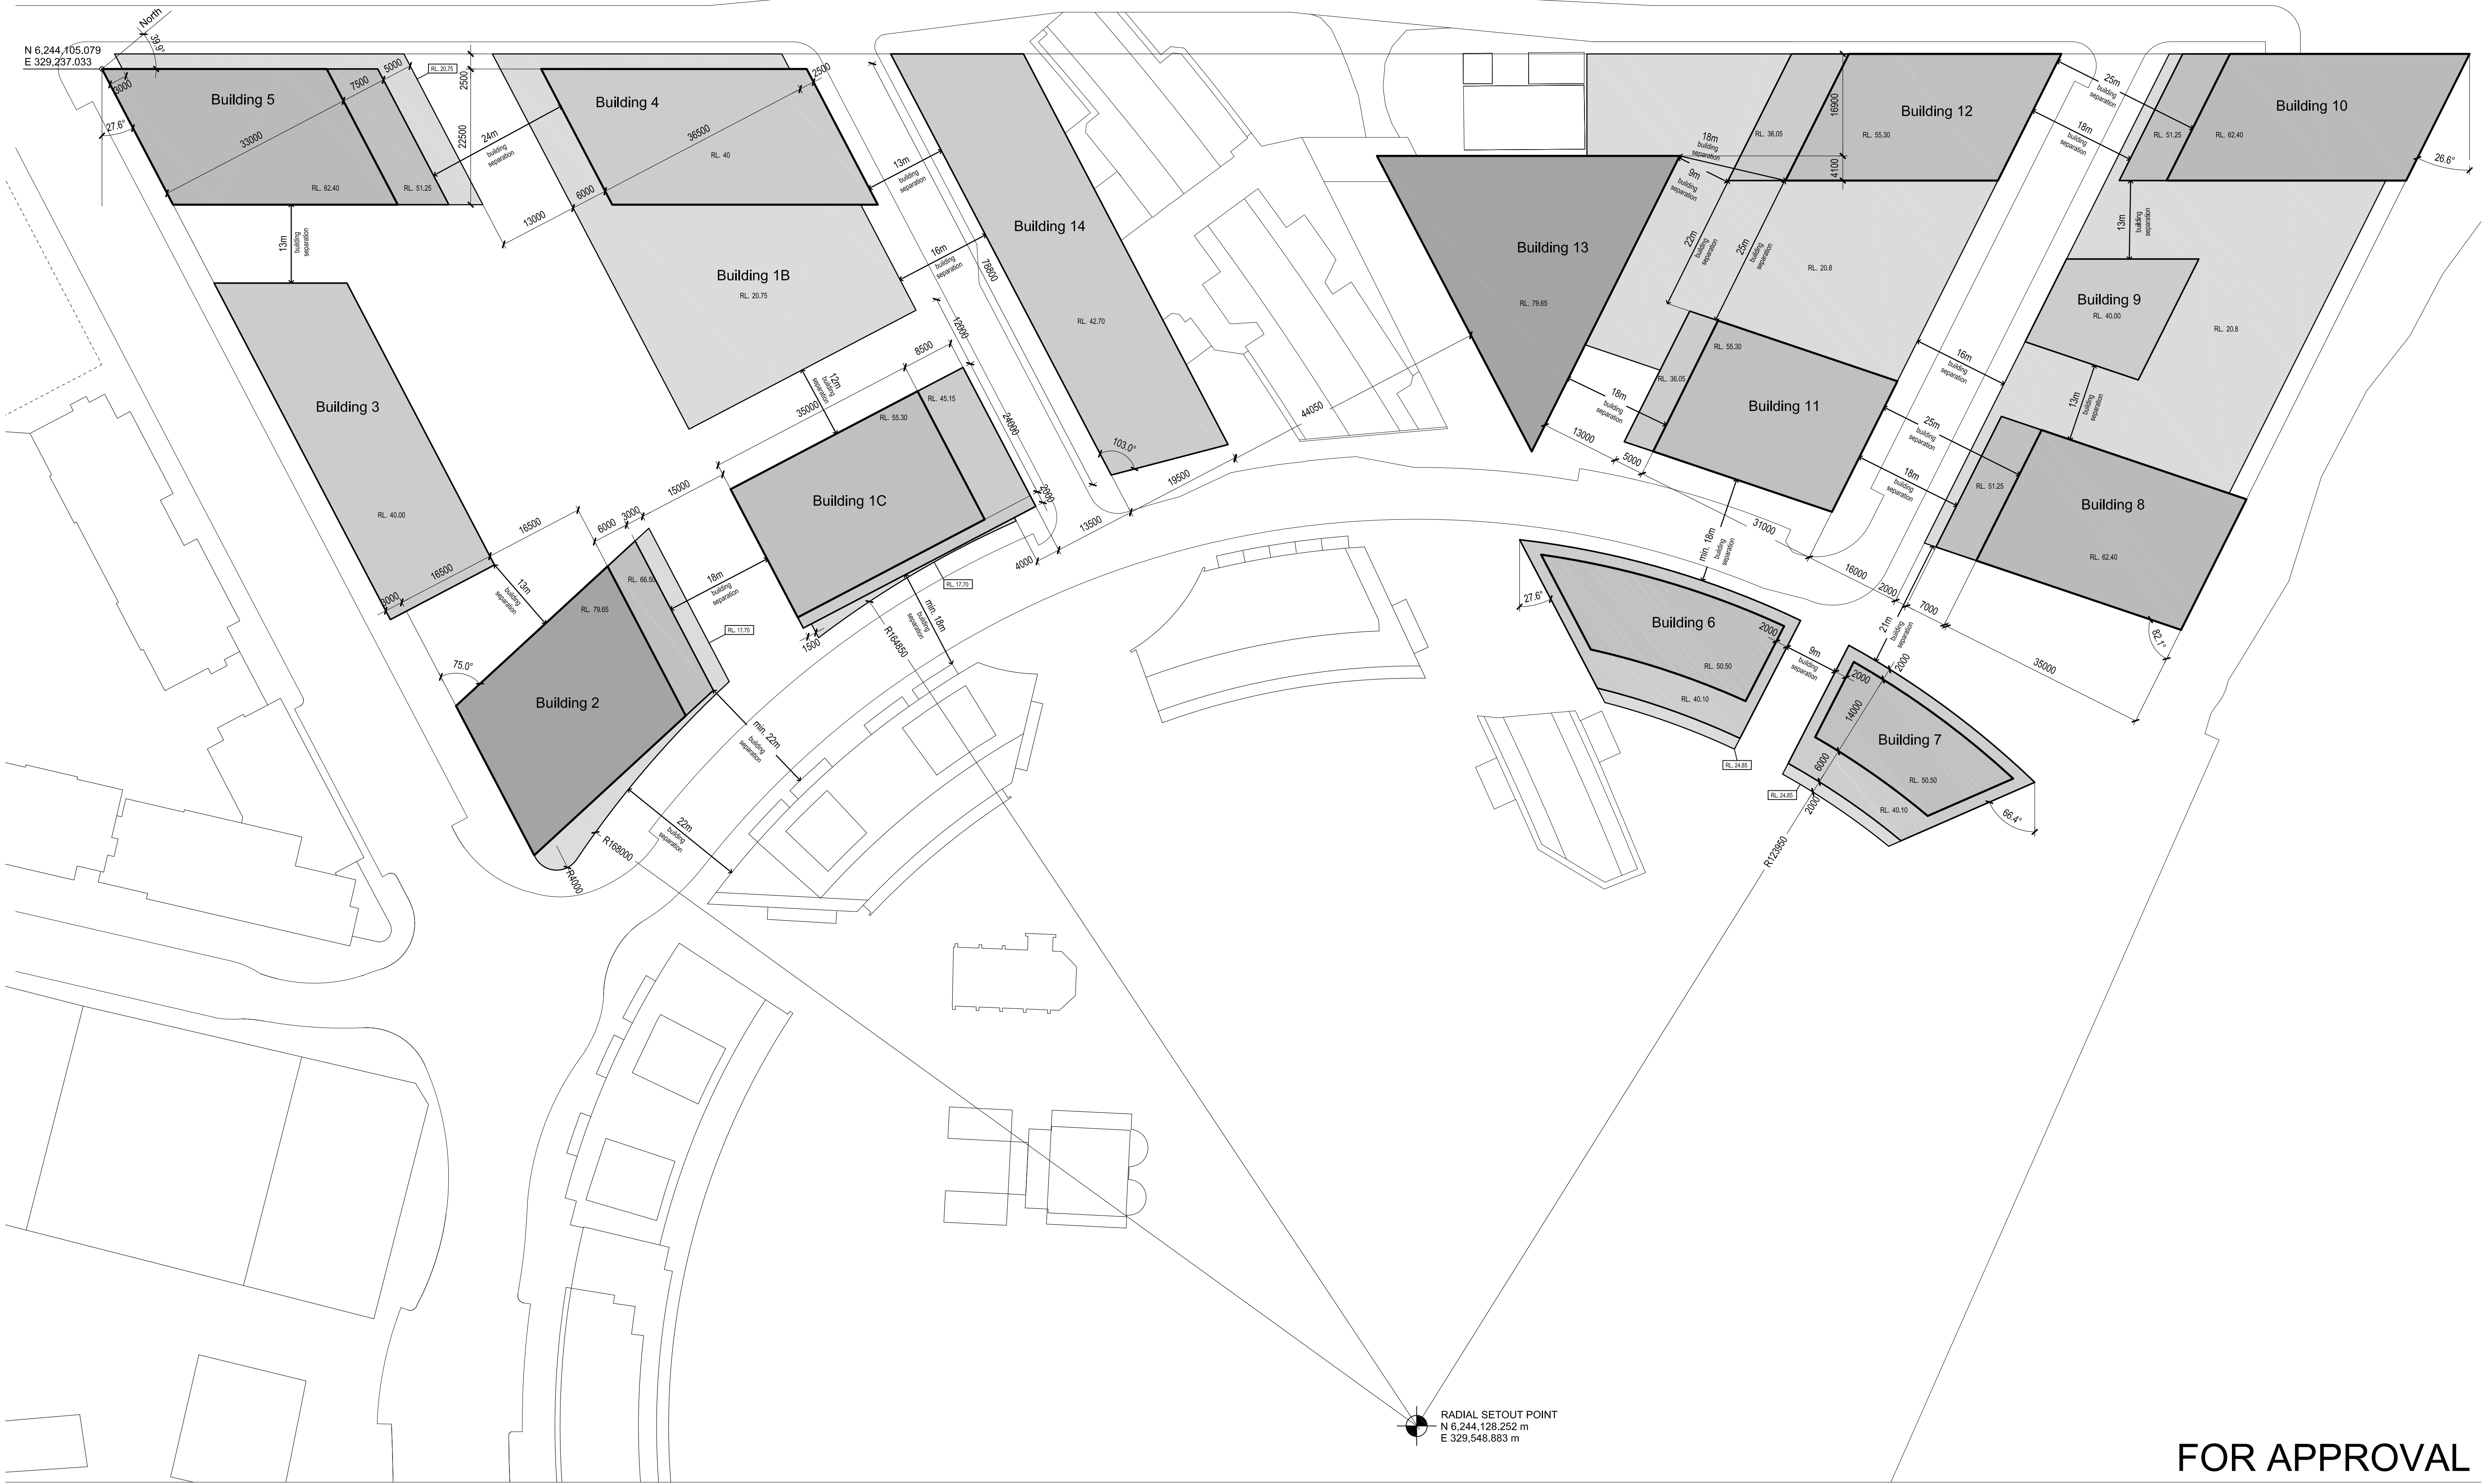 North
39.9°
N 6,244,105.079
E 329,237.033
3000
7500
5000
RL. 20,75
27.6°
33000
Building 5
RL. 62.40
RL. 51.25
2500
22500
24m
building
separation
13m
building
separation
13000
6000
Building 4
36500
RL. 40
2500
13m
building
separation
Building 1B
RL. 20.75
16m
building
separation
78800
12000
Building 14
RL. 42.70
103.0°
19500
44050
Building 3
RL. 40.00
16500
16500
3000
13m
building
separation
12m
building
separation
35000
8500
RL. 55.30
RL. 45,15
24000
2000
Building 1C
15000
6000
3000
13500
4000
18m
building
separation
RL. 17,70
1500
R164850
min. 18m
building
separation
RL. 66.50
RL. 79.65
RL. 17,70
75.0°
Building 2
min. 22m
building
separation
22m
building
separation
R168000
R4000
Building 13
RL. 79.65
18m
building
separation
9m
building
separation
RL. 36.05
16900
4100
Building 12
RL. 55.30
22m
building
separation
25m
building
separation
RL. 20.8
RL. 55.30
RL. 36.05
Building 11
18m
building
separation
13000
5000
31000
min. 18m
building
separation
25m
building
separation
18m
building
separation
Building 10
RL. 51,25
RL. 62.40
26.6°
13m
building
separation
Building 9
RL. 40.00
RL. 20.8
16m
building
separation
13m
building
separation
25m
building
separation
18m
building
separation
RL. 51.25
Building 8
RL. 62.40
82.1°
16000
2000
7000
35000
21m
building
separation
27.6°
Building 6
2000
RL. 50.50
RL. 40.10
RL. 24,85
9m
building
separation
2000
2000
14000
Building 7
RL. 50.50
6000
RL. 40.10
RL. 24,85
2000
66.4°
R123950
RADIAL SETOUT POINT
N 6,244,128.252 m
E 329,548.883 m
FOR APPROVAL